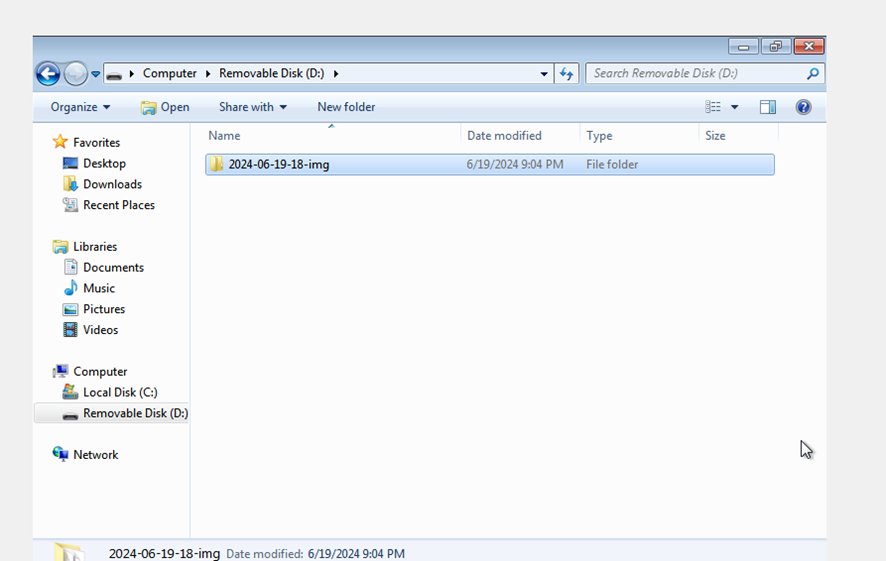 Computer Removable Disk (D:)
Search Removable Disk (D:)
Organize Open Share with New folder
Name Date modified Type Size
2024-06-19-18-img 6/19/2024 9:04 PM File folder
Favorites
Desktop
Downloads
Recent Places
Libraries
Documents
Music
Pictures
Videos
Computer
Local Disk (C:)
Removable Disk (D:)
Network
2024-06-19-18-img Date modified: 6/19/2024 9:04 PM